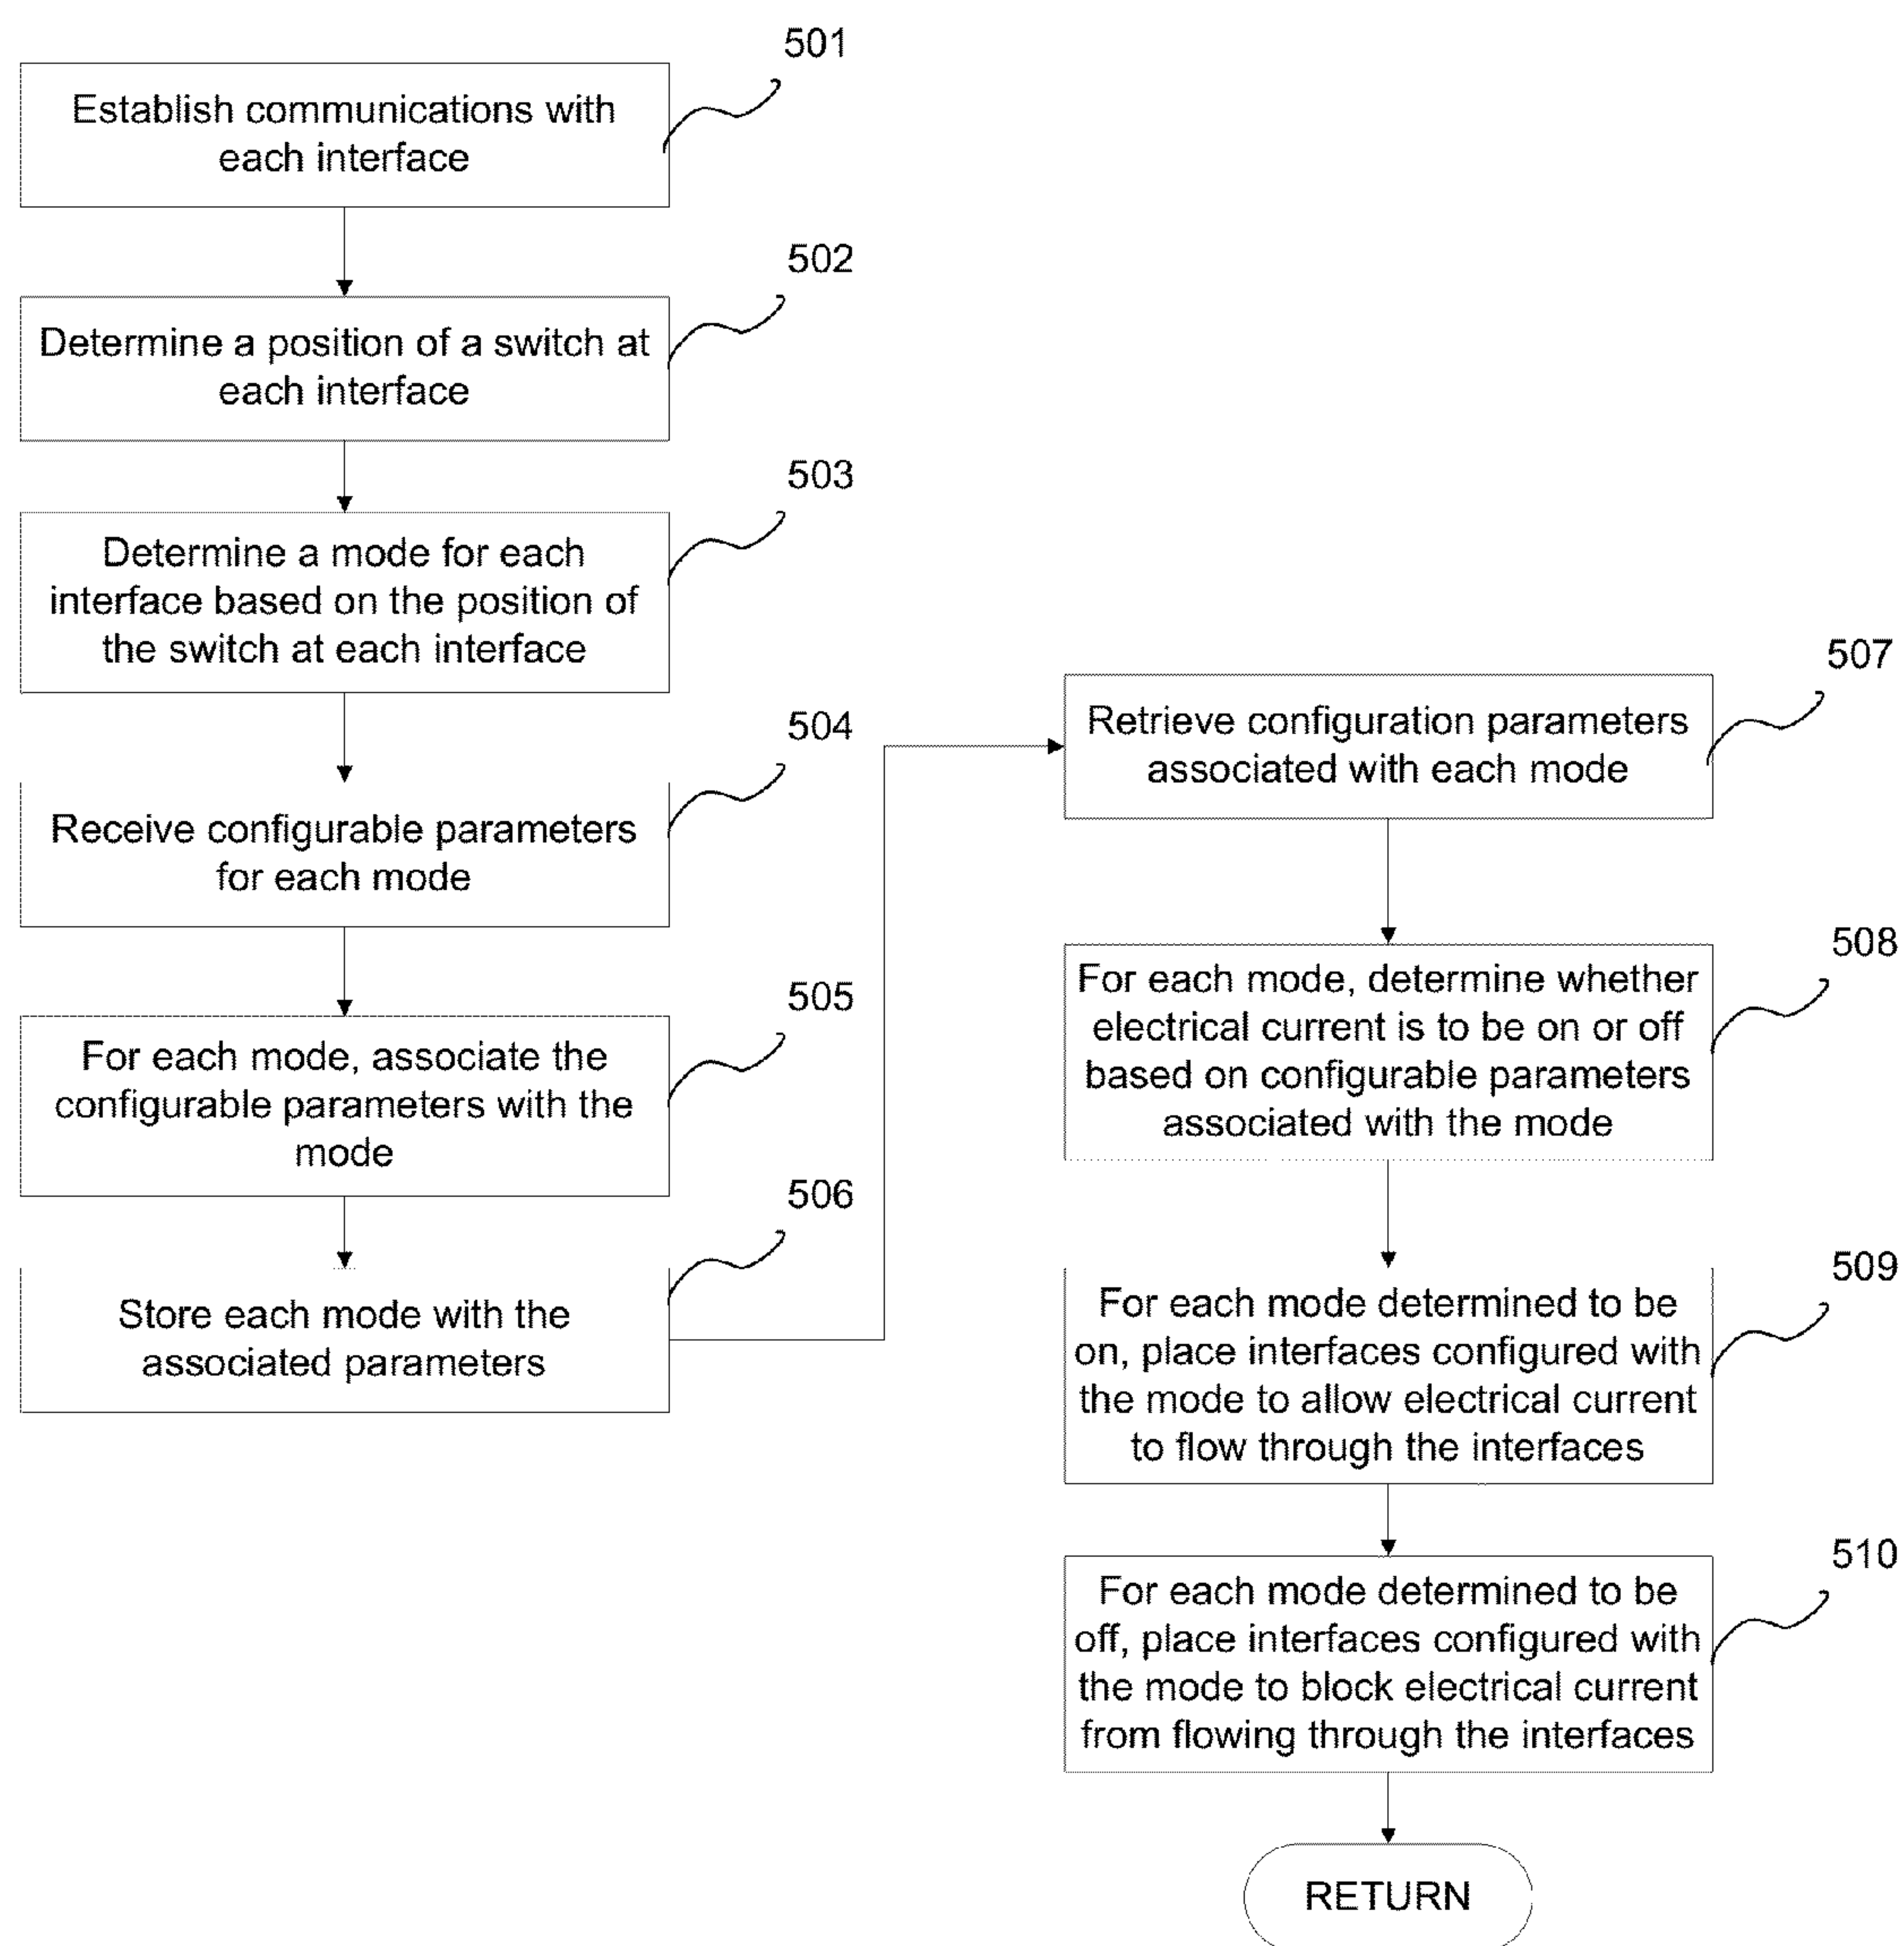 501
Establish communications with
each interface
502
Determine a position of a switch at
each interface
503
Determine a mode for each
interface based on the position of
the switch at each interface
504
Receive configurable parameters
for each mode
505
For each mode, associate the
configurable parameters with the
mode
506
Store each mode with the
associated parameters
507
Retrieve configuration parameters
associated with each mode
508
For each mode, determine whether
electrical current is to be on or off
based on configurable parameters
associated with the mode
509
For each mode determined to be
on, place interfaces configured with
the mode to allow electrical current
to flow through the interfaces
510
For each mode determined to be
off, place interfaces configured with
the mode to block electrical current
from flowing through the interfaces
RETURN